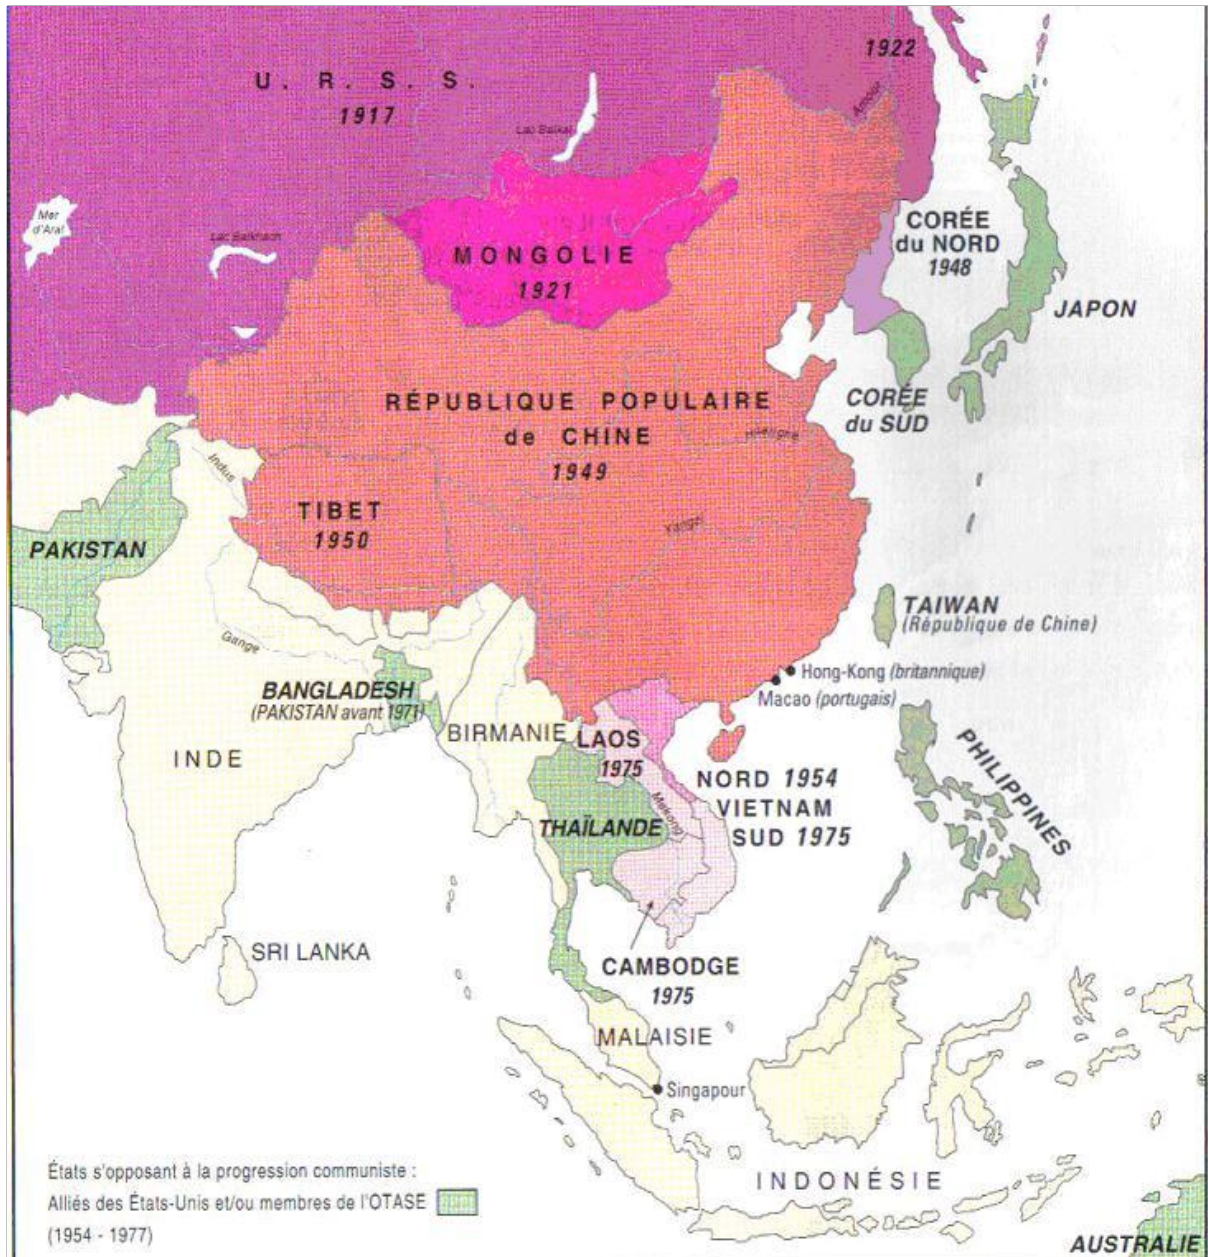 1922
U. R. S. S.
1917
Amour
Lac Baïkal
Mer
d'Aral
Lac Balkhach
CORÉE
du NORD
1948
MONGOLIE
1921
JAPON
RÉPUBLIQUE POPULAIRE
de CHINE
1949
CORÉE
du SUD
Indus
TIBET
1950
Yangzi
PAKISTAN
TAIWAN
(République de Chine)
Gange
Hong-Kong (britannique)
Macao (portugais)
BANGLADESH
(PAKISTAN avant 1971)
BIRMANIE
LAOS
1975
INDE
NORD 1954
VIETNAM
SUD 1975
PHILIPPINES
Mékong
THAÏLANDE
SRI LANKA
CAMBODGE
1975
MALAISIE
Singapour
INDONÉSIE
États s'opposant à la progression communiste :
Alliés des États-Unis et/ou membres de l'OTASE
(1954 - 1977)
AUSTRALIE